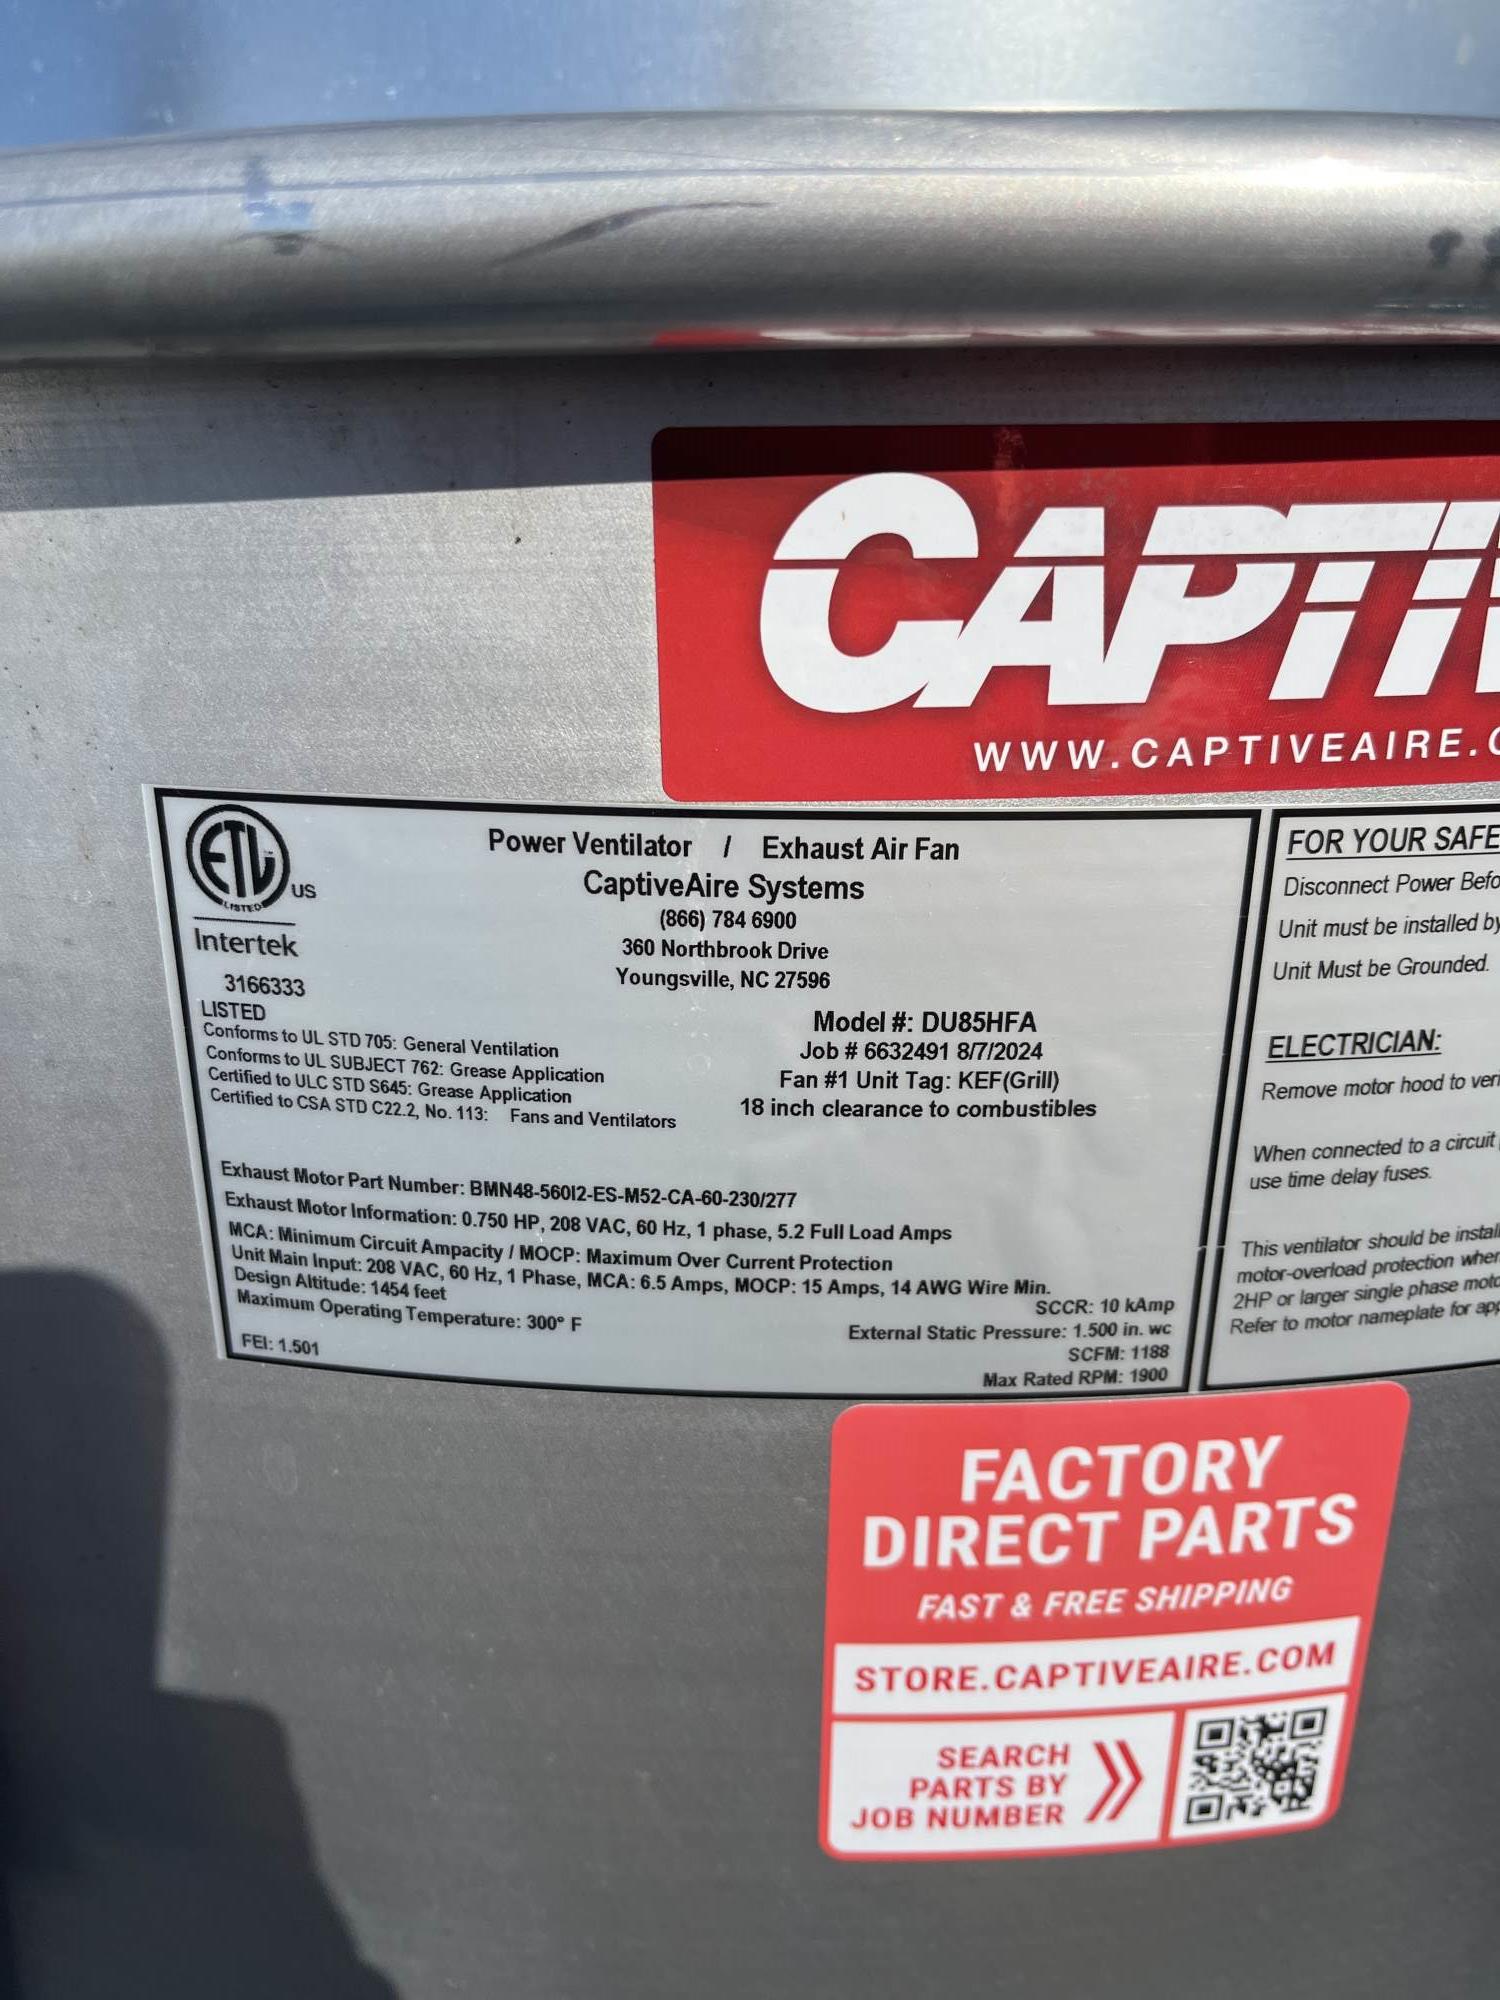 CAPTIV
WWW.CAPTIVEAIRE.
ETL
LISTED
US
Intertek
3166333
LISTED
Conforms to UL STD 705: General Ventilation
Conforms to UL SUBJECT 762: Grease Application
Certified to ULC STD S645: Grease Application
Certified to CSA STD C22.2, No. 113: Fans and Ventilators
Power Ventilator / Exhaust Air Fan
CaptiveAire Systems
(866) 784 6900
360 Northbrook Drive
Youngsville, NC 27596
Model #: DU85HFA
Job # 6632491 8/7/2024
Fan #1 Unit Tag: KEF(Grill)
18 inch clearance to combustibles
Exhaust Motor Part Number: BMN48-560I2-ES-M52-CA-60-230/277
Exhaust Motor Information: 0.750 HP, 208 VAC, 60 Hz, 1 phase, 5.2 Full Load Amps
MCA: Minimum Circuit Ampacity / MOCP: Maximum Over Current Protection
Unit Main Input: 208 VAC, 60 Hz, 1 Phase, MCA: 6.5 Amps, MOCP: 15 Amps, 14 AWG Wire Min.
Design Altitude: 1454 feet
Maximum Operating Temperature: 300° F
FEI: 1.501
SCCR: 10 kAmp
External Static Pressure: 1.500 in. wc
SCFM: 1188
Max Rated RPM: 1900
FOR YOUR SAFE
Disconnect Power Befo
Unit must be installed by
Unit Must be Grounded.
ELECTRICIAN:
Remove motor hood to veri
When connected to a circuit
use time delay fuses.
This ventilator should be install
motor-overload protection when
2HP or larger single phase moto
Refer to motor nameplate for app
FACTORY
DIRECT PARTS
FAST & FREE SHIPPING
STORE.CAPTIVEAIRE.COM
SEARCH
PARTS BY
JOB NUMBER